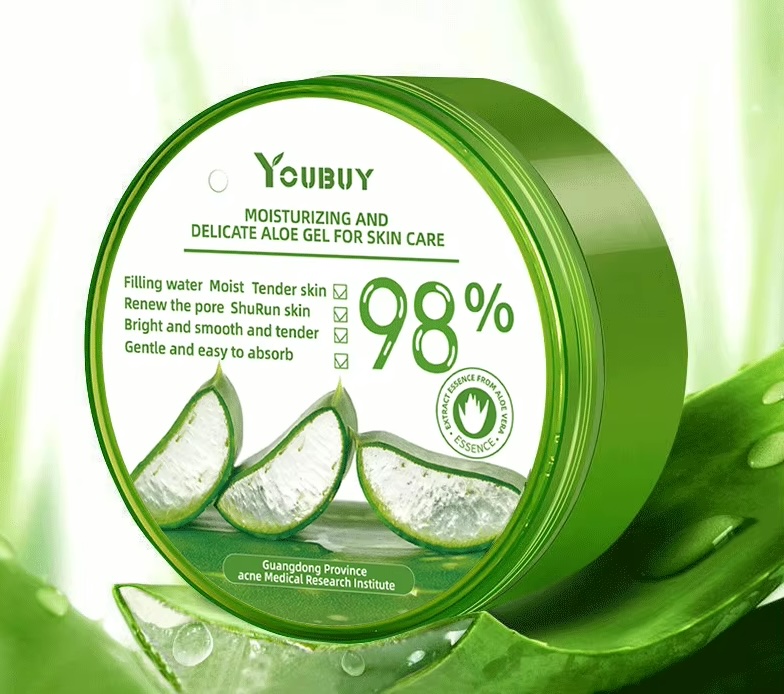 YOUBUY
MOISTURIZING AND
DELICATE ALOE GEL FOR SKIN CARE
Filling water Moist Tender skin
Renew the pore ShuRun skin
Bright and smooth and tender
Gentle and easy to absorb
98%
EXTRACT ESSENCE FROM ALOE VERA
• ESSENCE •
Guangdong Province
acne Medical Research Institute